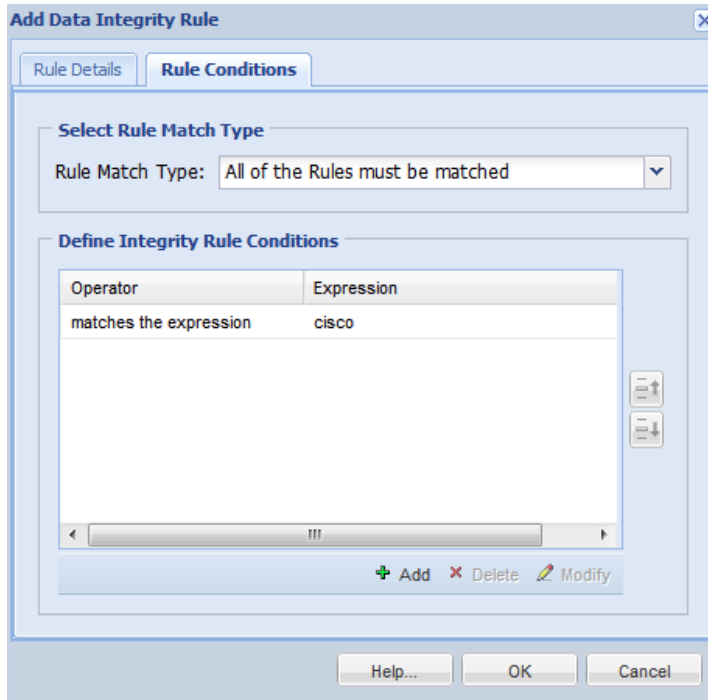 Add Data Integrity Rule
Rule Details Rule Conditions
Select Rule Match Type
Rule Match Type: All of the Rules must be matched
Define Integrity Rule Conditions
Operator Expression
matches the expression cisco
Add Delete Modify
Help... OK Cancel